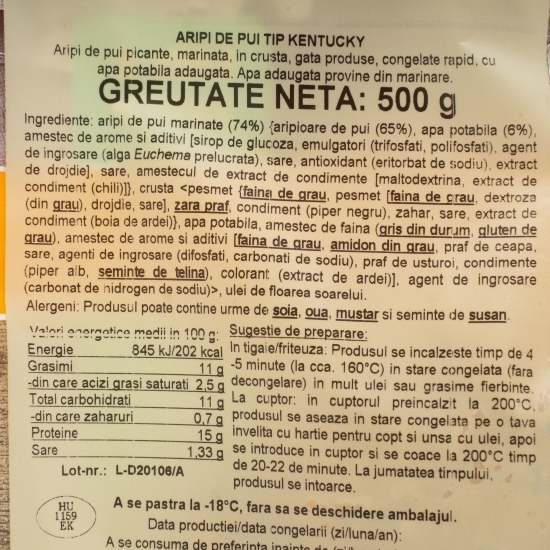 ARIPI DE PUI TIP KENTUCKY
Aripi de pui picante, marinata, in crusta, gata produse, congelate rapid, cu
apa potabila adaugata. Apa adaugata provine din marinare.
GREUTATE NETA: 500 g
Ingrediente: aripi de pui marinate (74%) {aripioare de pui (65%), apa potabila (6%),
amestec de arome si aditivi [sirop de glucoza, emulgatori (trifosfati, polifosfati), agent
de ingrosare (alga Euchema prelucrata), sare, antioxidant (eritorbat de sodiu), extract
de drojdie], sare, amestecul de extract de condimente [maltodextrina, extract de
condiment (chili)]}, crusta <pesmet {faina de grau, pesmet [faina de grau, dextroza
(din grau), drojdie, sare], zara praf, condiment (piper negru), zahar, sare, extract de
condiment (boia de ardei)}, apa potabila, amestec de faina (gris din durum, gluten de
grau), amestec de arome si aditivi [faina de grau, amidon din grau, praf de ceapa,
sare, agenti de ingrosare (difosfati, carbonati de sodiu), praf de usturoi, condimente
(piper alb, seminte de telina), colorant (extract de ardei)], agent de ingrosare
(carbonat de hidrogen de sodiu)>, ulei de floarea soarelui.
Alergeni: Produsul poate contine urme de soia, oua, mustar si seminte de susan.
Valori energetice medii in 100 g:
Energie 845 kJ/202 kcal
Grasimi 11 g
-din care acizi grasi saturati 2,5 g
Total carbohidrati 11 g
-din care zaharuri 0,7 g
Proteine 15 g
Sare 1,33 g
Lot-nr.: L-D20106/A
Sugestie de preparare:
In tigaie/friteuza: Produsul se incalzeste timp de 4
-5 minute (la cca. 160°C) in stare congelata (fara
decongelare) in mult ulei sau grasime fierbinte.
La cuptor: in cuptorul preincalzit la 200°C,
produsul se aseaza in stare congelata pe o tava
invelita cu hartie pentru copt si unsa cu ulei, apoi
se introduce in cuptor si se coace la 200°C timp
de 20-22 de minute. La jumatatea timpului,
produsul se intoarce.
HU
1159
EK
A se pastra la -18°C, fara sa se deschidere ambalajul.
Data productiei/data congelarii (zi/luna/an):
A se consuma de preferinta inainte de